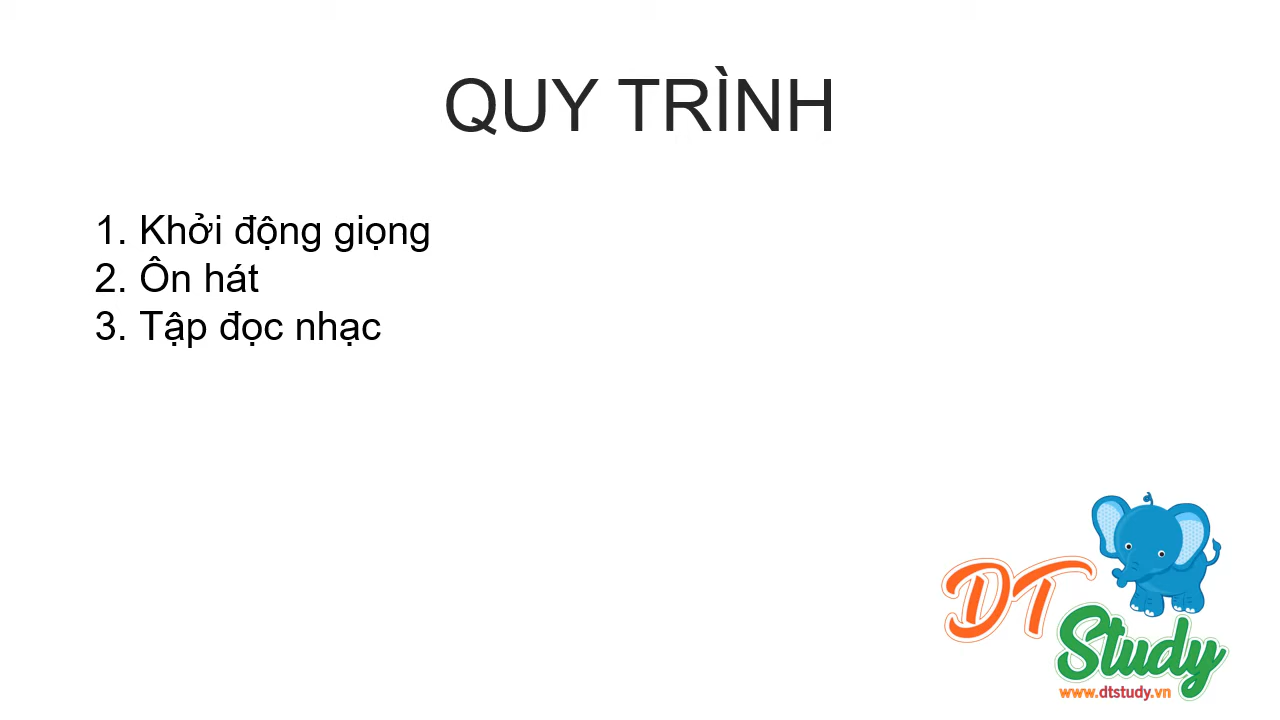 QUY TRÌNH
1. Khởi động giọng
2. Ôn hát
3. Tập đọc nhạc
DT
Study
www.dtstudy.vn